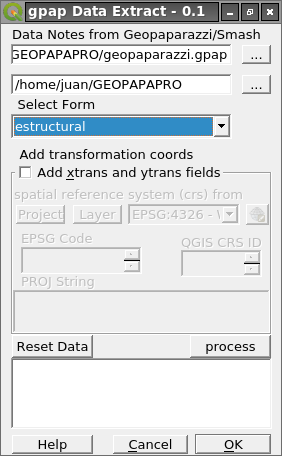 gpap Data Extract - 0.1
Data Notes from Geopaparazzi/Smash
GEOPAPAPRO/geopaparazzi.gpap ...
/home/juan/GEOPAPAPRO ...
Select Form
estructural
Add transformation coords
Add xtrans and ytrans fields
spatial reference system (crs) from
Project Layer EPSG:4326 -
EPSG Code QGIS CRS ID
PROJ String
Reset Data process
Help Cancel OK